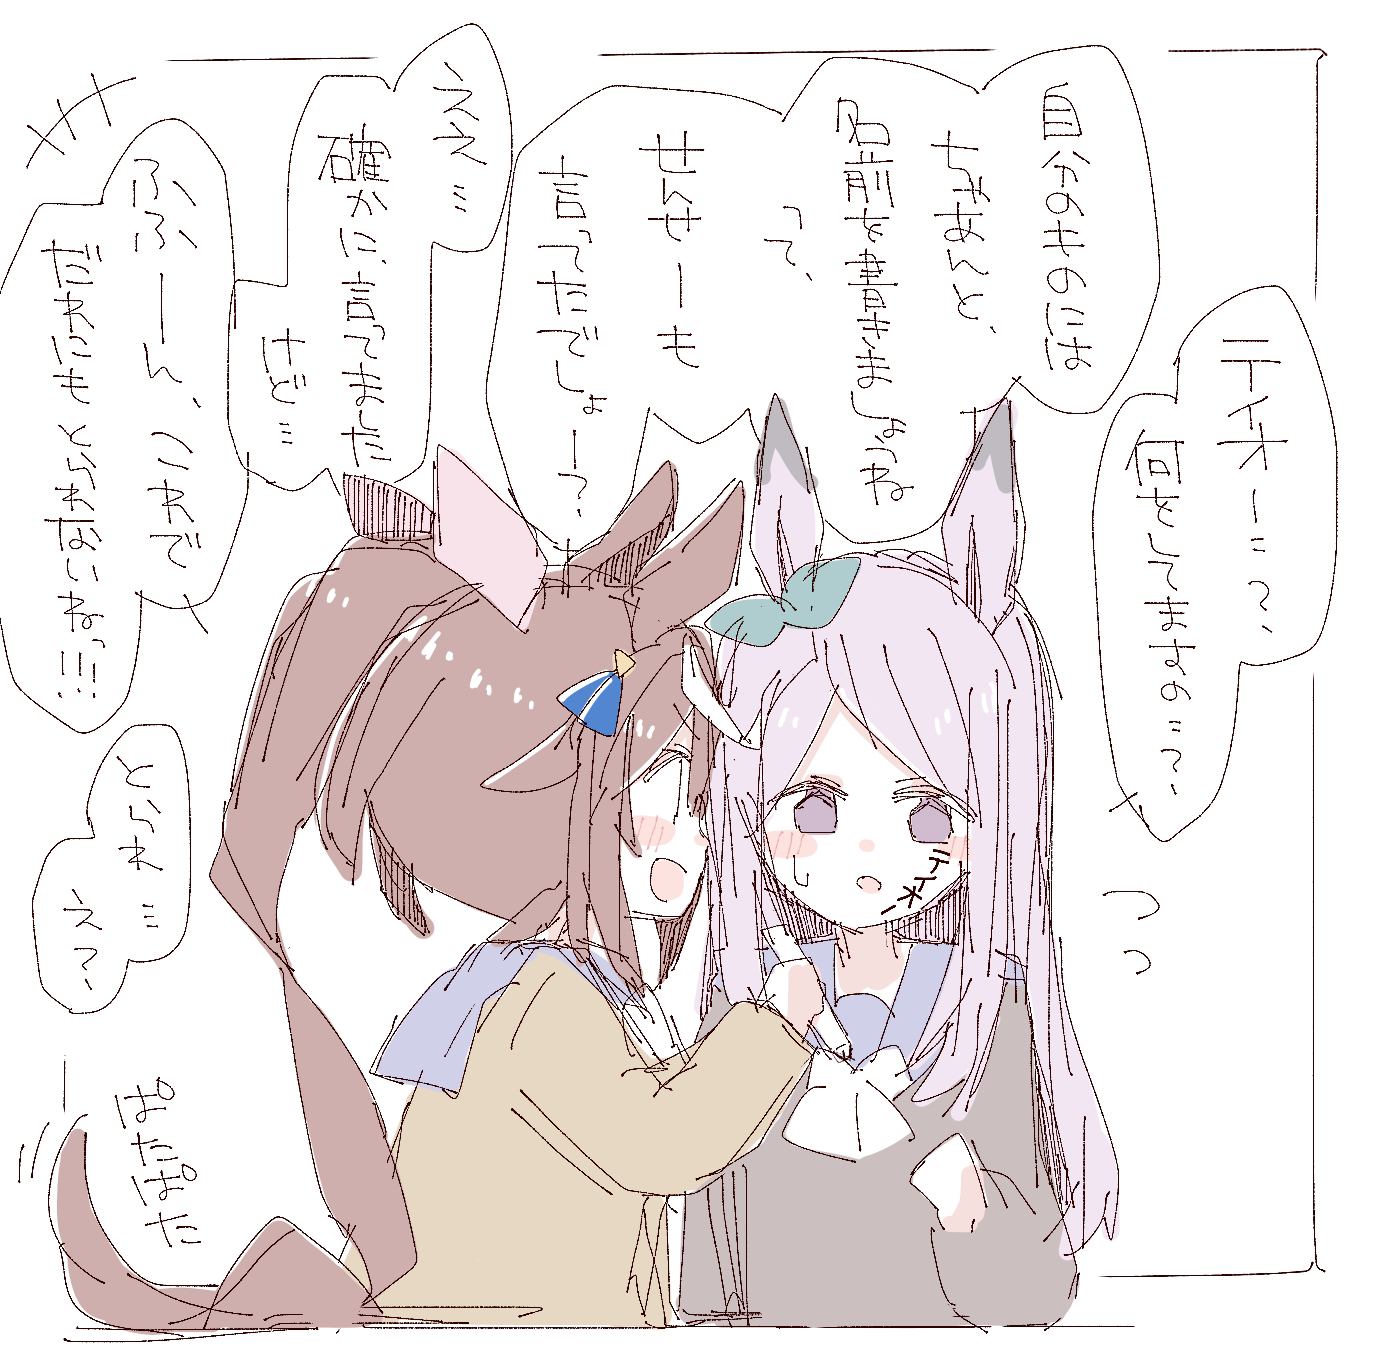 テイオー…?、
何をしてますの…?
自分のものには
ちゃあんと、
名前を書きましょうね
って、
せんせーも
言ってたでしょー?
ええ…
確かに、言ってました
けど…
ふふーん、これで
だれにもとられないねっ!!!
とられ…
え?
テイオー
ぱたぱた